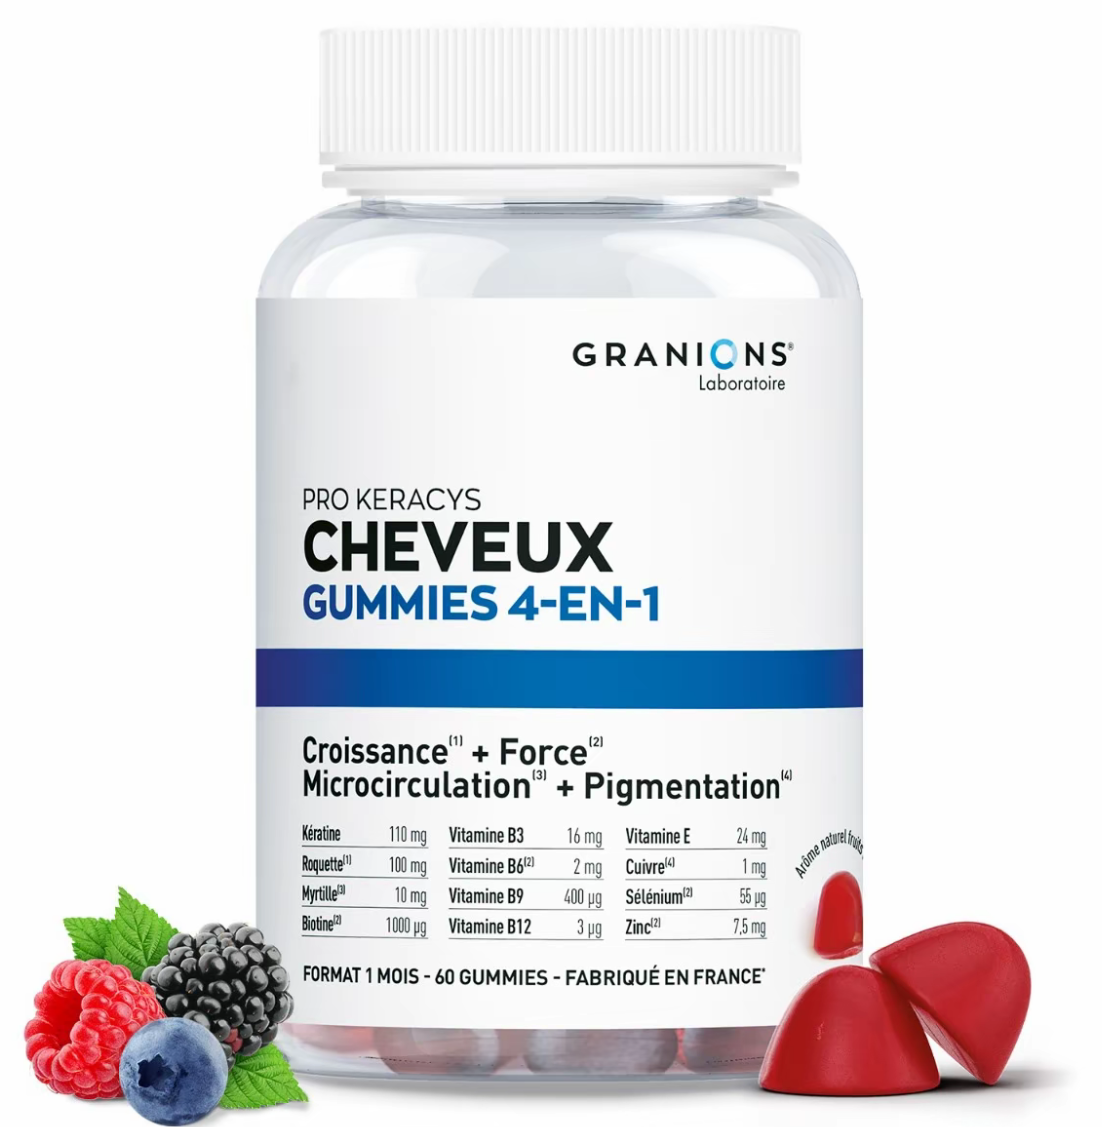 GRANIONS®
Laboratoire
PRO KERACYS
CHEVEUX
GUMMIES 4-EN-1
Croissance(1) + Force(2)
Microcirculation(3) + Pigmentation(4)
Kératine 110 mg Vitamine B3 16 mg Vitamine E 24 mg
Roquette(1) 100 mg Vitamine B6(2) 2 mg Cuivre(4) 1 mg
Myrtille(3) 10 mg Vitamine B9 400 µg Sélénium(2) 55 µg
Biotine(2) 1000 µg Vitamine B12 3 µg Zinc(2) 7,5 mg
Arôme naturel fruits
FORMAT 1 MOIS - 60 GUMMIES - FABRIQUÉ EN FRANCE*